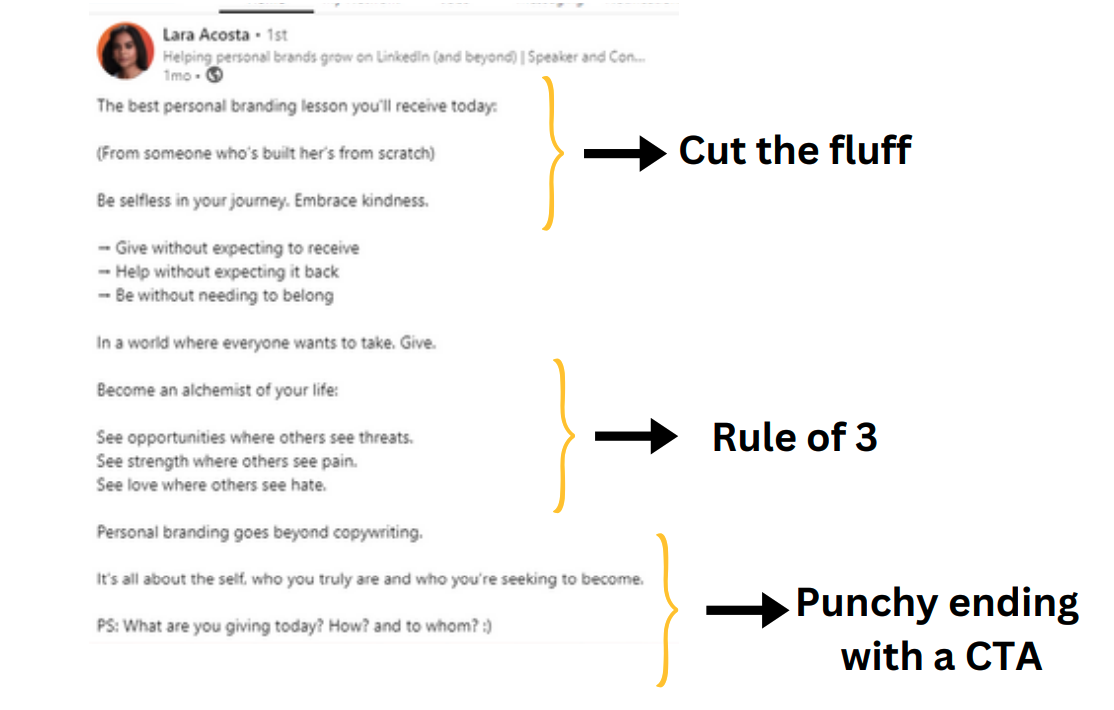 Lara Acosta • 1st
Helping personal brands grow on LinkedIn (and beyond) | Speaker and Con...
1mo •
The best personal branding lesson you'll receive today:
(From someone who's built her's from scratch)
Be selfless in your journey. Embrace kindness.
→ Give without expecting to receive
→ Help without expecting it back
→ Be without needing to belong
In a world where everyone wants to take. Give.
Become an alchemist of your life:
See opportunities where others see threats.
See strength where others see pain.
See love where others see hate.
Personal branding goes beyond copywriting.
It's all about the self. who you truly are and who you're seeking to become.
PS: What are you giving today? How? and to whom? :)
Cut the fluff
Rule of 3
Punchy ending
with a CTA